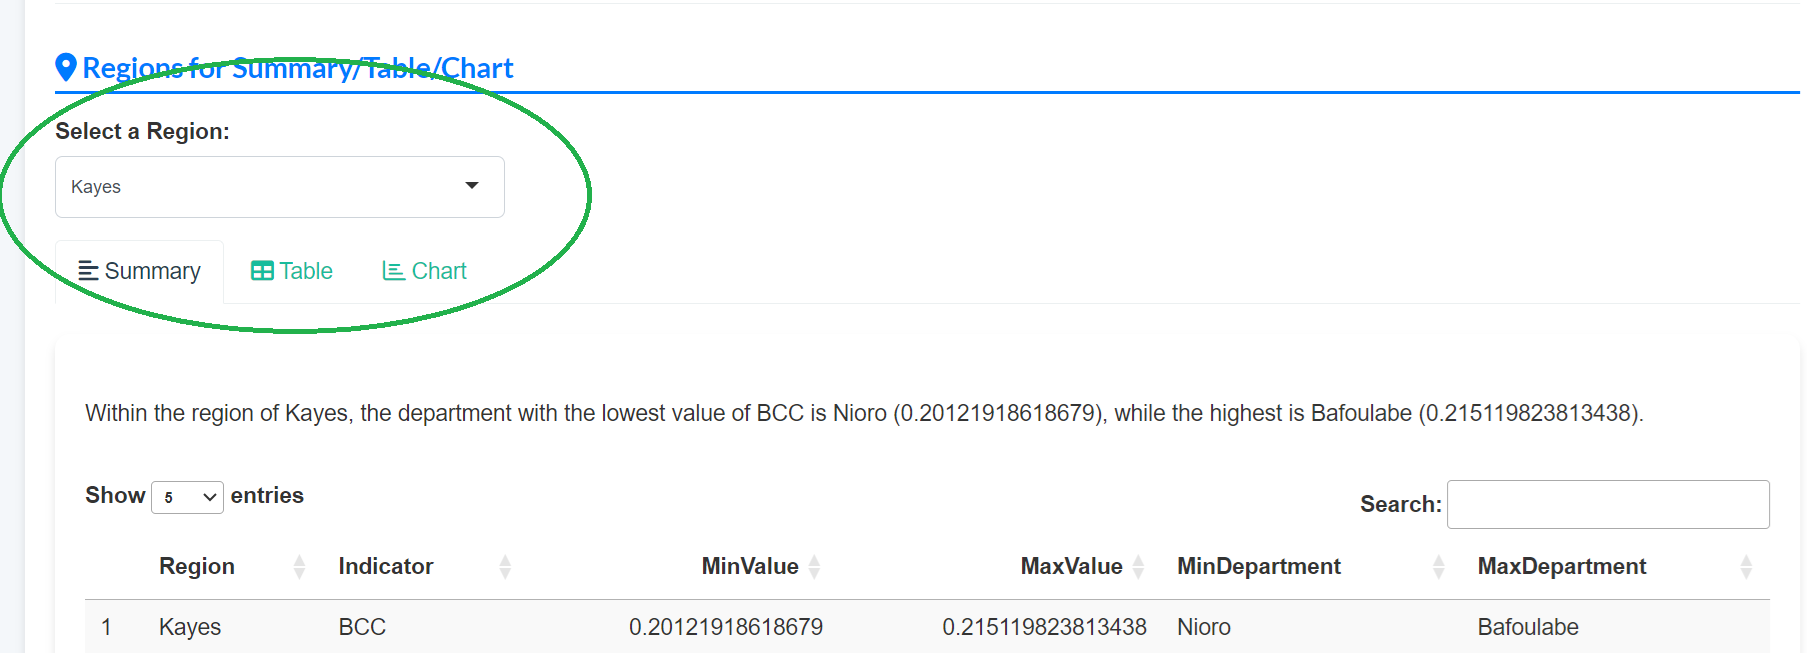 Regions for Summary/Table/Chart
Select a Region:
Kayes
Summary Table Chart
Within the region of Kayes, the department with the lowest value of BCC is Nioro (0.20121918618679), while the highest is Bafoulabe (0.215119823813438).
Show 5 entries Search:
Region Indicator MinValue MaxValue MinDepartment MaxDepartment
1 Kayes BCC 0.20121918618679 0.215119823813438 Nioro Bafoulabe